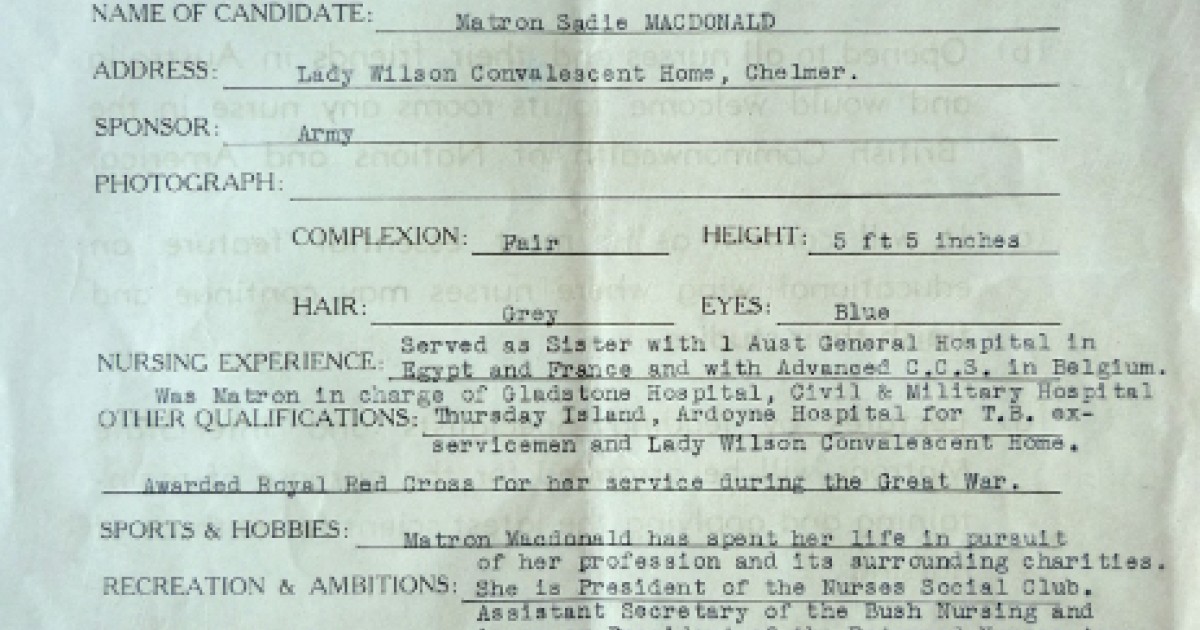 NAME OF CANDIDATE: Matron Sadie MACDONALD
ADDRESS: Lady Wilson Convalescent Home, Chelmer.
SPONSOR: Army
PHOTOGRAPH:
COMPLEXION: Fair HEIGHT: 5 ft 5 inches
HAIR: Grey EYES: Blue
Served as Sister with 1 Aust General Hospital in
NURSING EXPERIENCE: Egypt and France and with Advanced C.C.S. in Belgium.
Was Matron in charge of Gladstone Hospital, Civil & Military Hospital
OTHER QUALIFICATIONS: Thursday Island, Ardoyne Hospital for T.B. ex-
servicemen and Lady Wilson Convalescent Home.
Awarded Royal Red Cross for her service during the Great War.
SPORTS & HOBBIES: Matron Macdonald has spent her life in pursuit
of her profession and its surrounding charities.
RECREATION & AMBITIONS: She is President of the Nurses Social Club.
Assistant Secretary of the Bush Nursing and